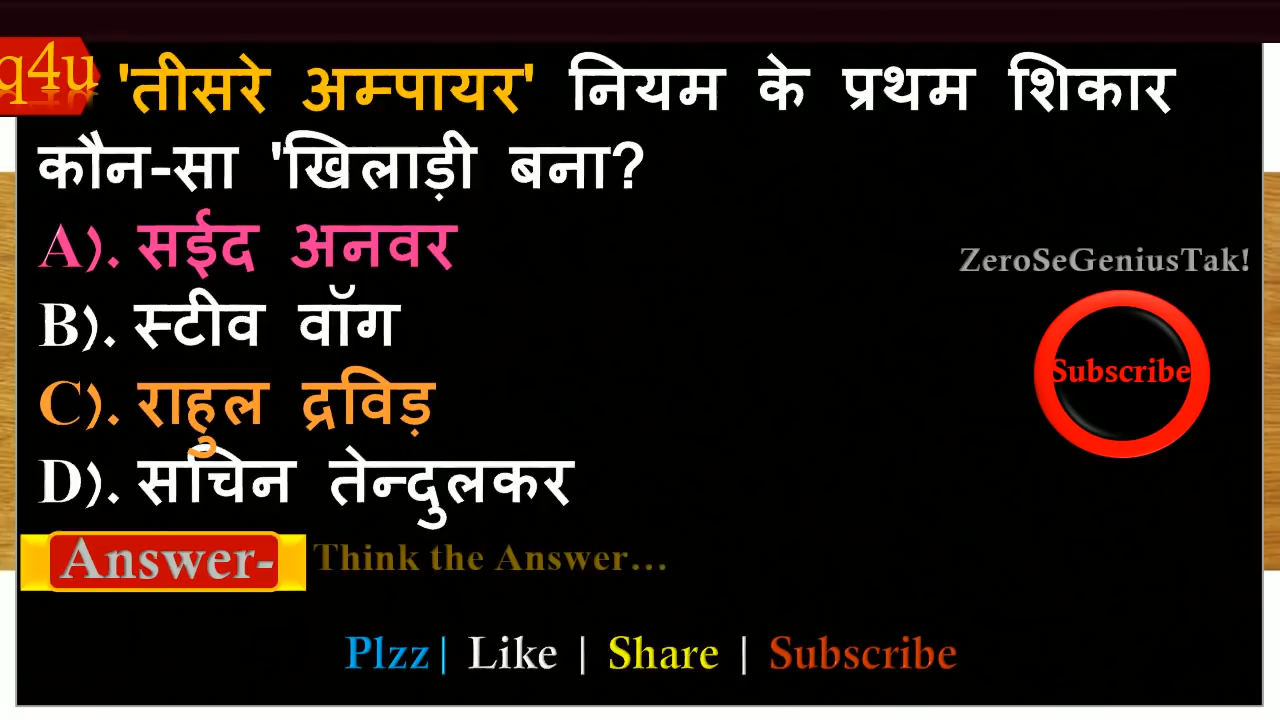 q4u
'तीसरे अम्पायर' नियम के प्रथम शिकार
कौन-सा 'खिलाड़ी बना?
A). सईद अनवर
B). स्टीव वॉग
C). राहुल द्रविड़
D). सचिन तेन्दुलकर
ZeroSeGeniusTak!
Subscribe
Answer- Think the Answer...
Plzz| Like | Share | Subscribe